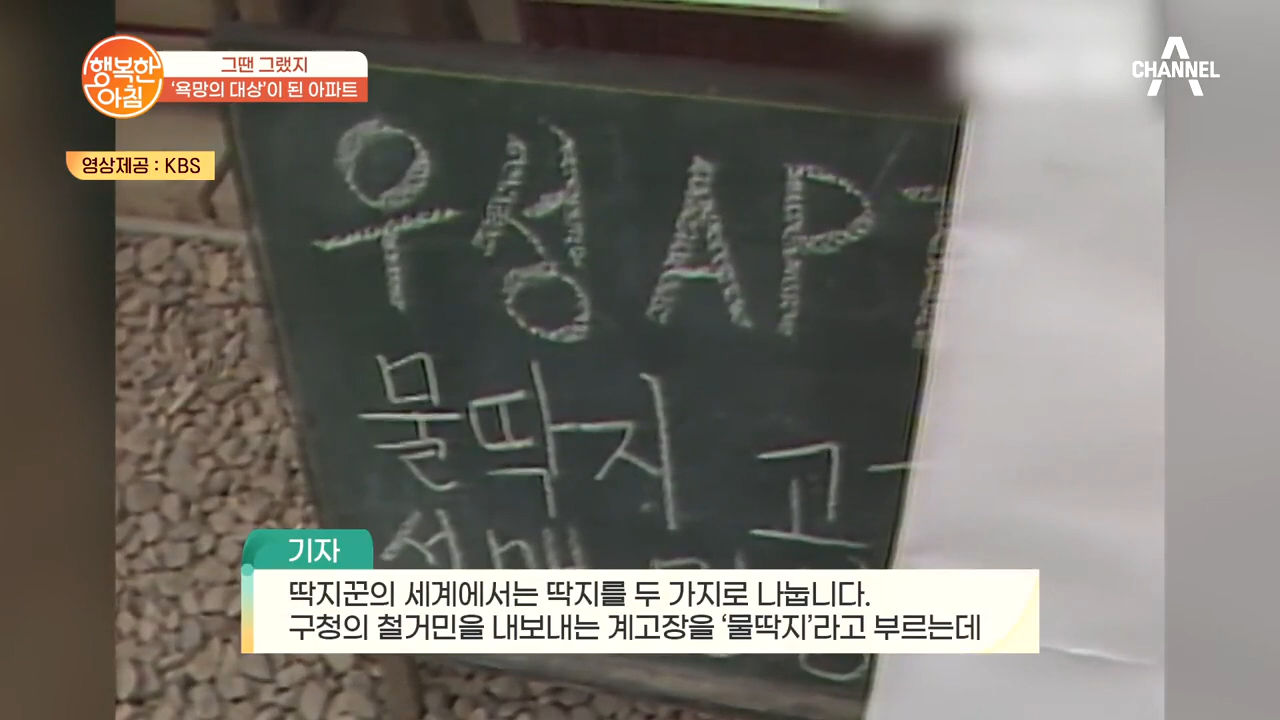 행복한
아침
그땐 그랬지
‘욕망의 대상’이 된 아파트
CHANNEL A
영상제공 : KBS
우성 AP
물딱지 고
기자
딱지꾼의 세계에서는 딱지를 두 가지로 나눕니다.
구청의 철거민을 내보내는 계고장을 ‘물딱지’라고 부르는데